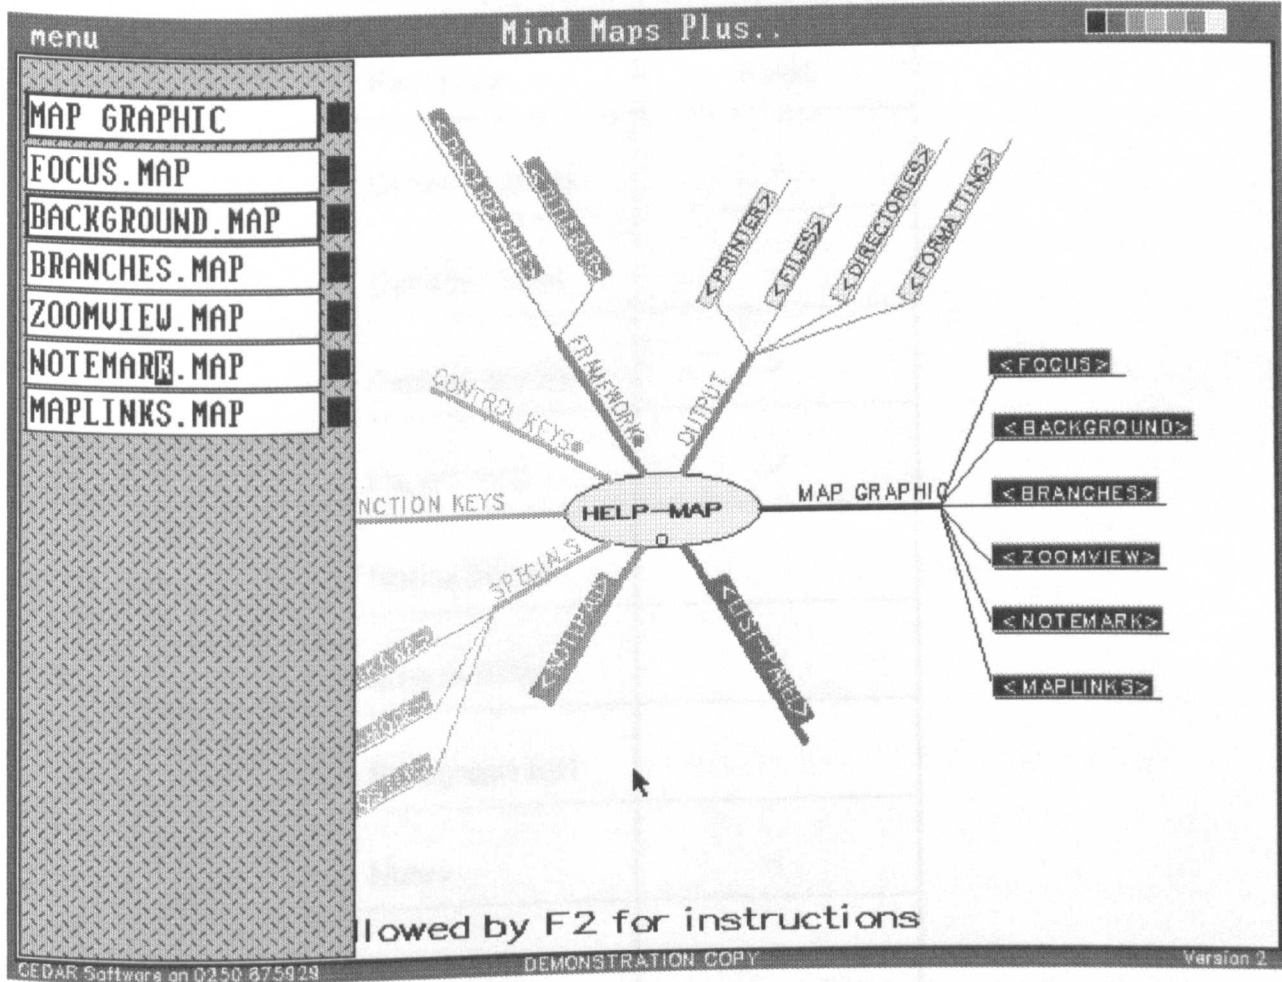 menu
Mind Maps Plus..
MAP GRAPHIC
FOCUS.MAP
BACKGROUND.MAP
BRANCHES.MAP
ZOOMVIEW.MAP
NOTEMARK.MAP
MAPLINKS.MAP
<PRINTER>
<FILES>
<DIRECTORIES>
<FORMATTING>
FRAMEWORK
OUTPUT
CONTROL KEYS
NCTION KEYS
SPECIALS
HELP-MAP
MAP GRAPHIC
<FOCUS>
<BACKGROUND>
<BRANCHES>
<ZOOMVIEW>
<NOTEMARK>
<MAPLINKS>
<LIST-PANEL>
llowed by F2 for instructions
CEDAR Software on 0250 875929
DEMONSTRATION COPY
Version 2